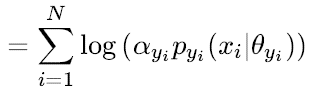 = \sum_{i=1}^{N} \log \left( \alpha_{y_i} p_{y_i}(x_i|\theta_{y_i}) \right)